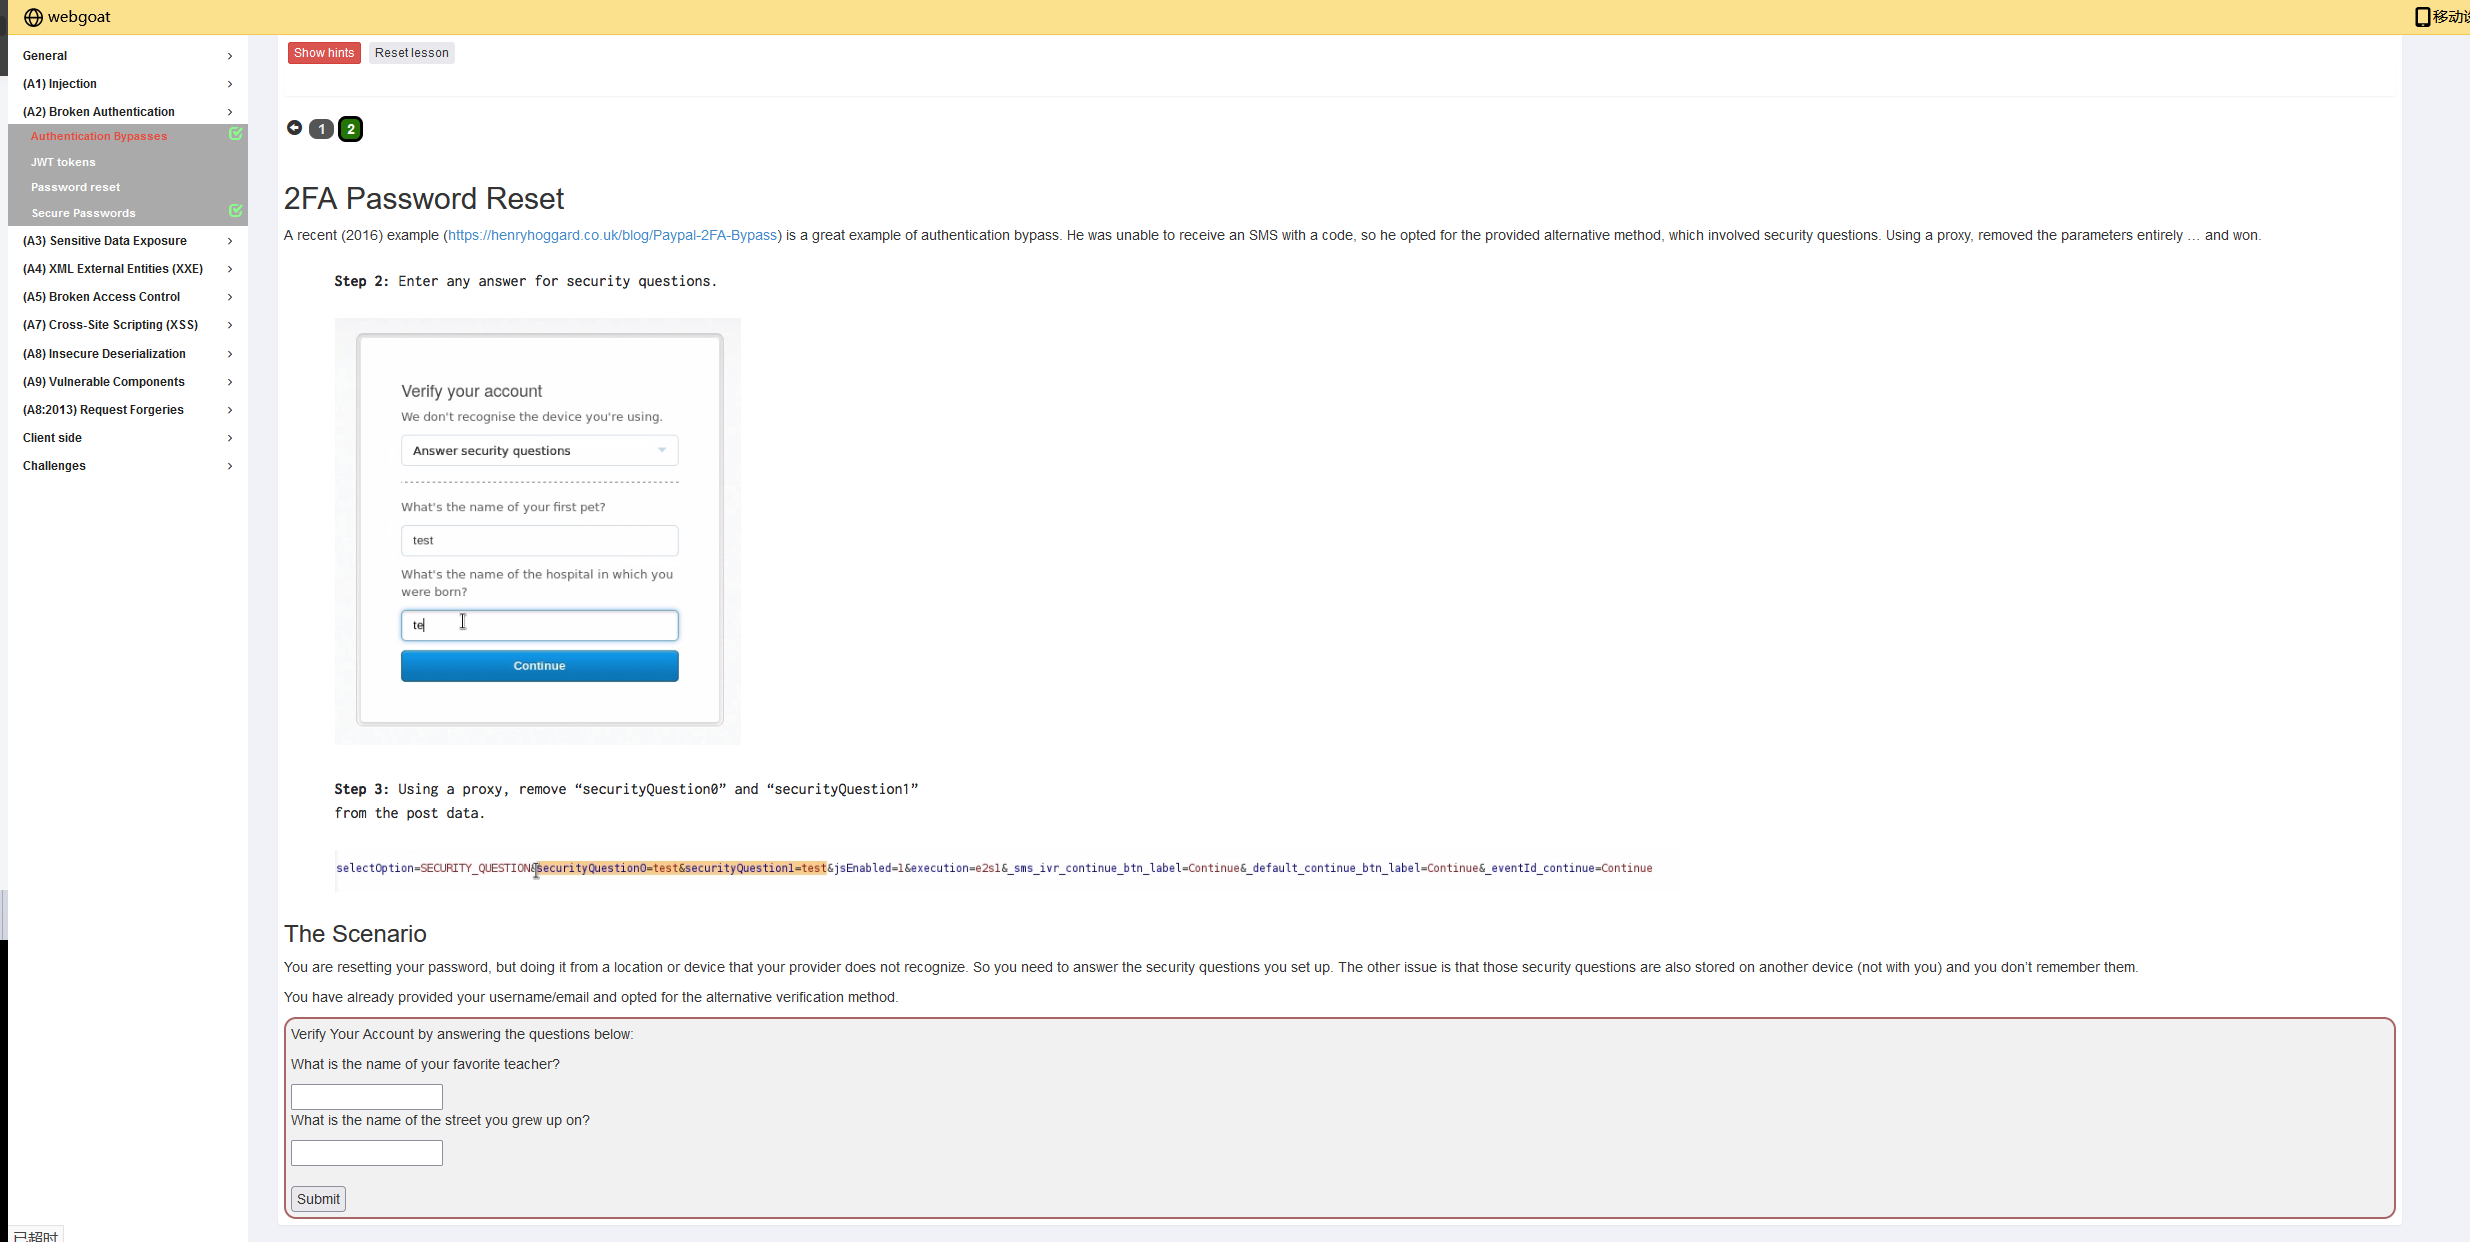 webgoat
移动设
Show hints Reset lesson
General
(A1) Injection
(A2) Broken Authentication
Authentication Bypasses
JWT tokens
Password reset
Secure Passwords
(A3) Sensitive Data Exposure
(A4) XML External Entities (XXE)
(A5) Broken Access Control
(A7) Cross-Site Scripting (XSS)
(A8) Insecure Deserialization
(A9) Vulnerable Components
(A8:2013) Request Forgeries
Client side
Challenges
1 2
2FA Password Reset
A recent (2016) example (https://henryhoggard.co.uk/blog/Paypal-2FA-Bypass) is a great example of authentication bypass. He was unable to receive an SMS with a code, so he opted for the provided alternative method, which involved security questions. Using a proxy, removed the parameters entirely … and won.
Step 2: Enter any answer for security questions.
Verify your account
We don't recognise the device you're using.
Answer security questions
What's the name of your first pet?
test
What's the name of the hospital in which you
were born?
te
Continue
Step 3: Using a proxy, remove “securityQuestion0” and “securityQuestion1”
from the post data.
selectOption=SECURITY_QUESTION&securityQuestion0=test&securityQuestion1=test&jsEnabled=1&execution=e2s1&_sms_ivr_continue_btn_label=Continue&_default_continue_btn_label=Continue&_eventId_continue=Continue
The Scenario
You are resetting your password, but doing it from a location or device that your provider does not recognize. So you need to answer the security questions you set up. The other issue is that those security questions are also stored on another device (not with you) and you don’t remember them.
You have already provided your username/email and opted for the alternative verification method.
Verify Your Account by answering the questions below:
What is the name of your favorite teacher?
What is the name of the street you grew up on?
Submit
已超时